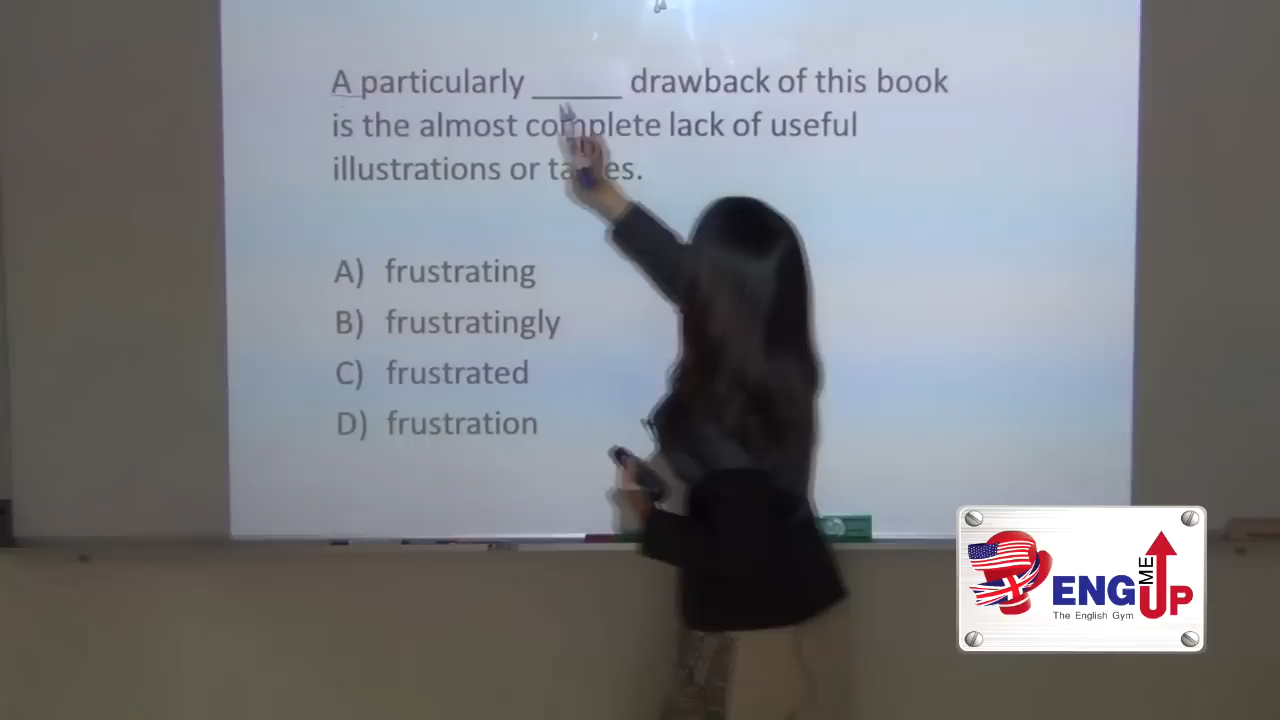 A particularly ______ drawback of this book
is the almost complete lack of useful
illustrations or tables.
A) frustrating
B) frustratingly
C) frustrated
D) frustration
ENG ME UP
The English Gym